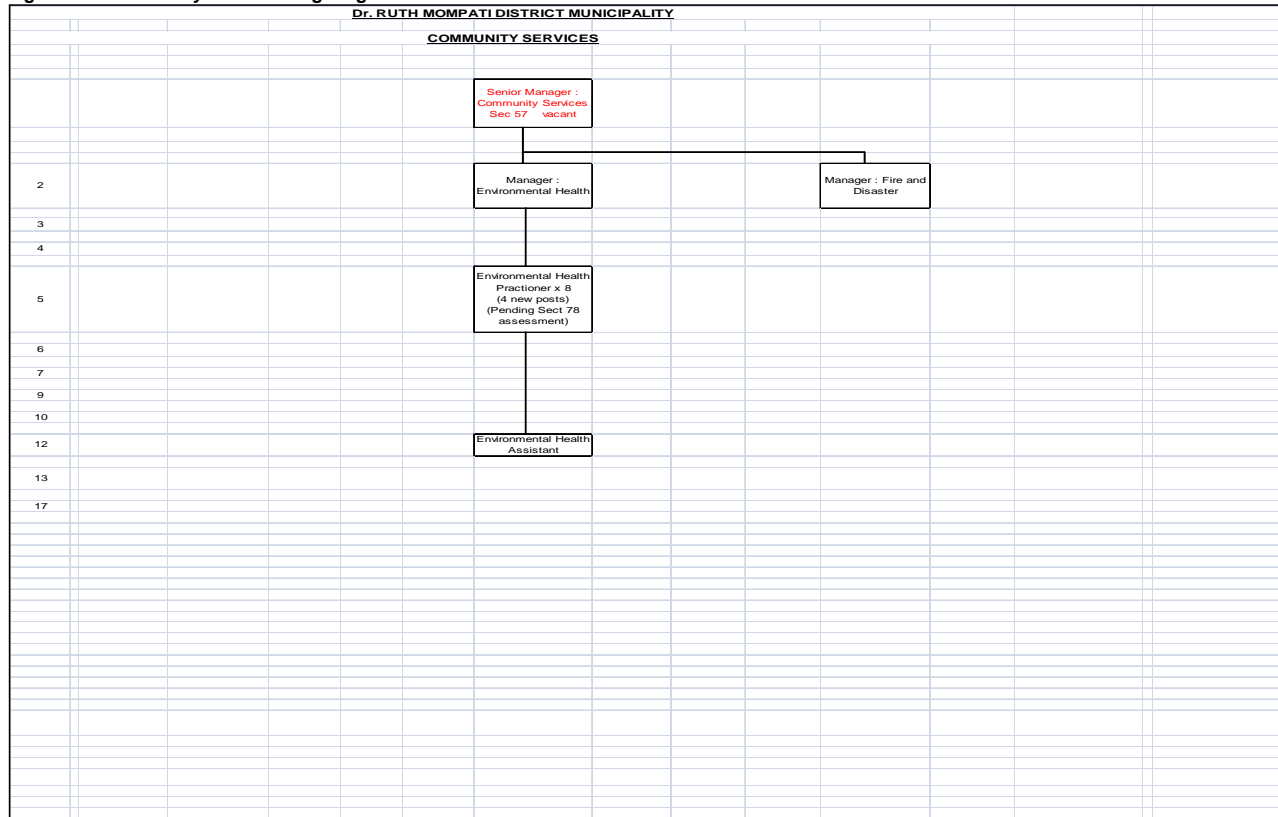 Dr. RUTH MOMPATI DISTRICT MUNICIPALITY
COMMUNITY SERVICES
Senior Manager :
Community Services
Sec 57 vacant
2
Manager :
Environmental Health
Manager : Fire and
Disaster
3
4
5
Environmental Health
Practioner x 8
(4 new posts)
(Pending Sect 78
assessment)
6
7
9
10
12
Environmental Health
Assistant
13
17